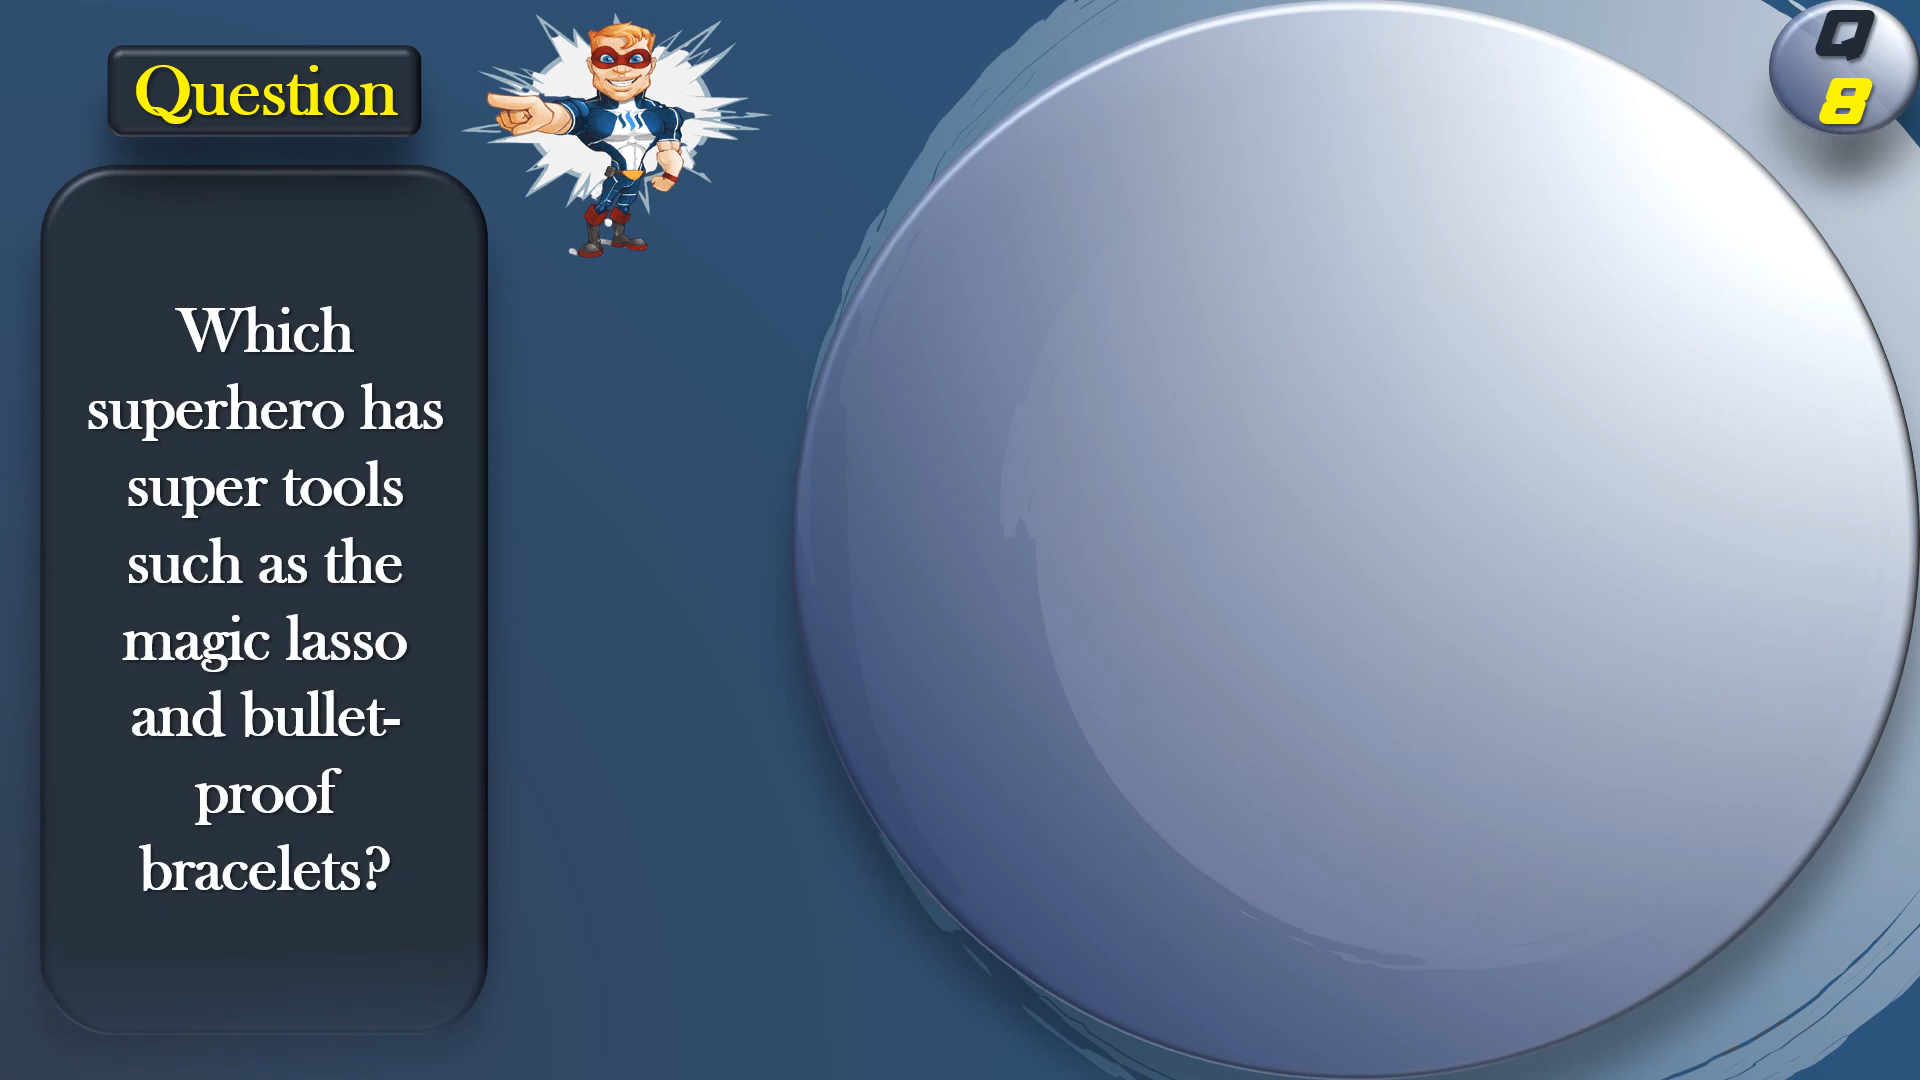 Question
Which
superhero has
super tools
such as the
magic lasso
and bullet-
proof
bracelets?
Q
8